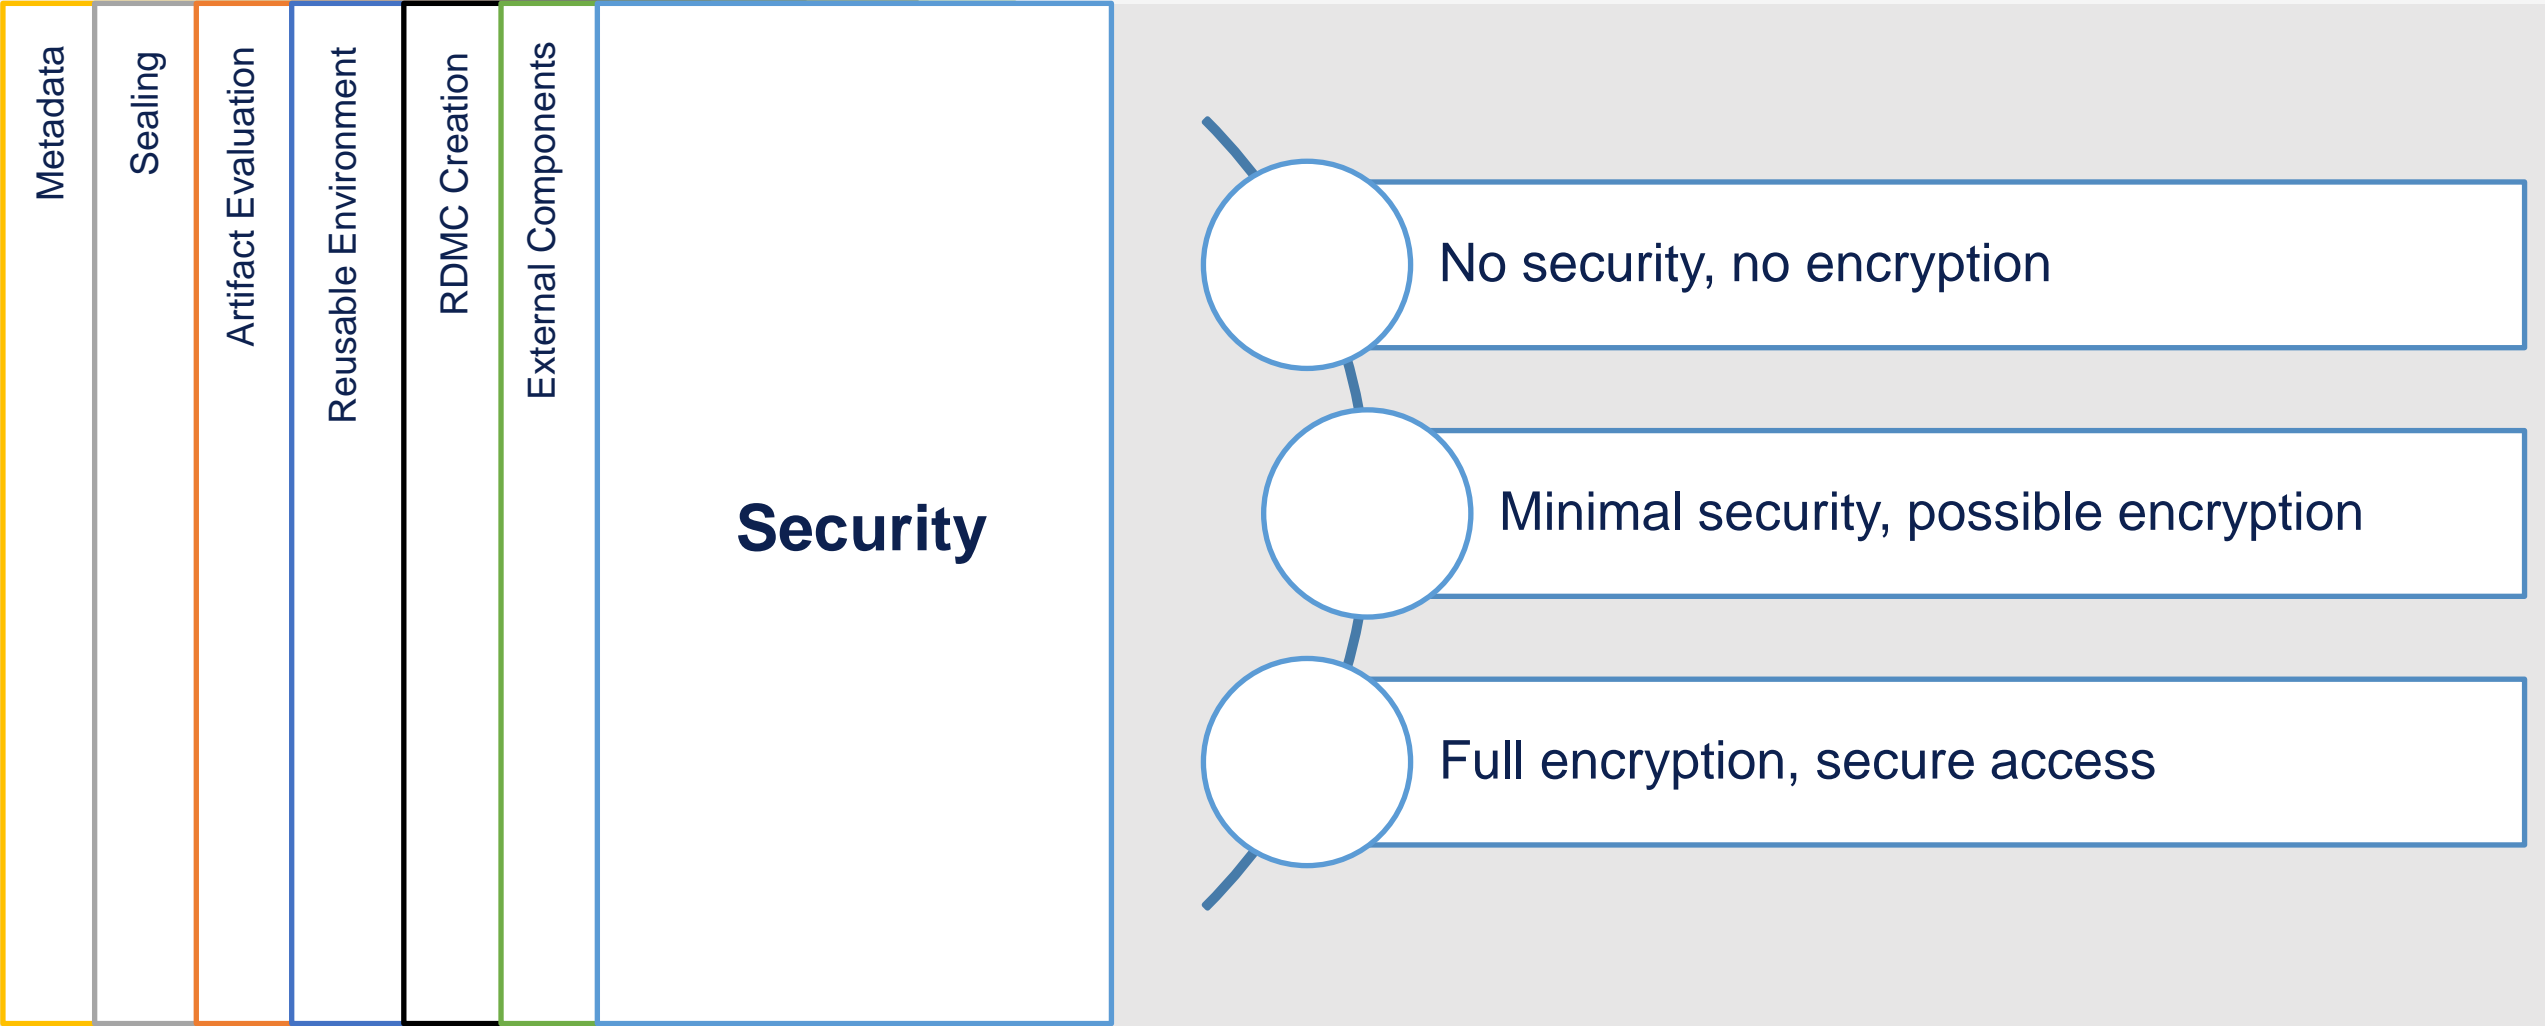 Metadata
Sealing
Artifact Evaluation
Reusable Environment
RDMC Creation
External Components
Security
No security, no encryption
Minimal security, possible encryption
Full encryption, secure access